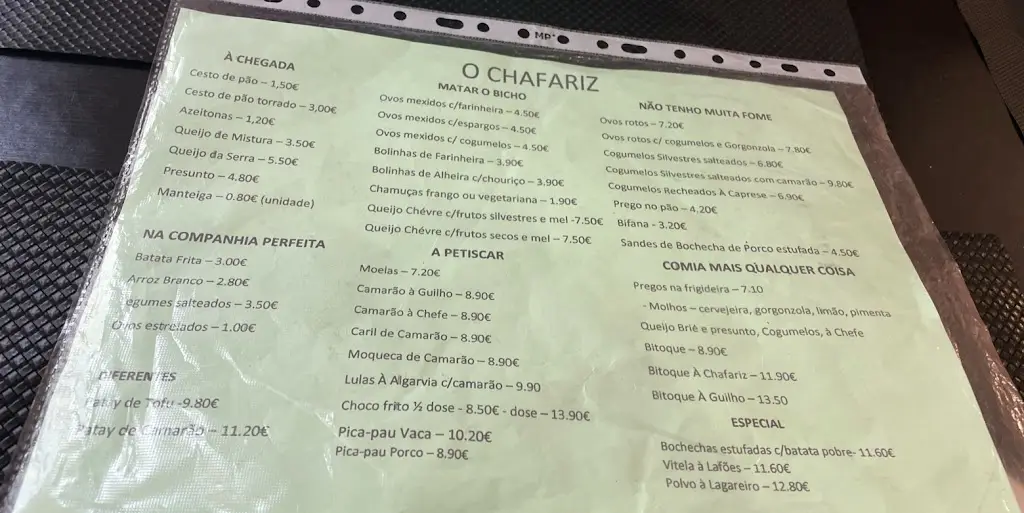 MP
O CHAFARIZ
À CHEGADA
Cesto de pão – 1,50€
Cesto de pão torrado – 3,00€
Azeitonas – 1,20€
Queijo de Mistura – 3.50€
Queijo da Serra – 5.50€
Presunto – 4.80€
Manteiga – 0.80€ (unidade)
NA COMPANHIA PERFEITA
Batata Frita – 3.00€
Arroz Branco – 2.80€
egumes salteados – 3.50€
Ovos estrelados – 1.00€
DIFERENTES
Patay de Tofu -9.80€
Patay de Camarão – 11.20€
MATAR O BICHO
Ovos mexidos c/farinheira – 4.50€
Ovos mexidos c/espargos – 4.50€
Ovos mexidos c/ cogumelos – 4.50€
Bolinhas de Farinheira – 3.90€
Bolinhas de Alheira c/chouriço – 3.90€
Chamuças frango ou vegetariana – 1.90€
Queijo Chévre c/frutos silvestres e mel -7.50€
Queijo Chévre c/frutos secos e mel – 7.50€
A PETISCAR
Moelas – 7.20€
Camarão à Guilho – 8.90€
Camarão à Chefe – 8.90€
Caril de Camarão – 8.90€
Moqueca de Camarão – 8.90€
Lulas À Algarvia c/camarão – 9.90
Choco frito ½ dose - 8.50€ - dose – 13.90€
Pica-pau Vaca – 10.20€
Pica-pau Porco – 8.90€
NÃO TENHO MUITA FOME
Ovos rotos – 7.20€
Ovos rotos c/ cogumelos e Gorgonzola – 7.80€
Cogumelos Silvestres salteados – 6.80€
Cogumelos Silvestres salteados com camarão – 9.80€
Cogumelos Recheados À Caprese – 6.90€
Prego no pão – 4.20€
Bifana - 3.20€
Sandes de Bochecha de Porco estufada – 4.50€
COMIA MAIS QUALQUER COISA
Pregos na frigideira – 7.10
- Molhos – cervejeira, gorgonzola, limão, pimenta
Queijo Brié e presunto, Cogumelos, à Chefe
Bitoque – 8.90€
Bitoque À Chafariz – 11.90€
Bitoque À Guilho – 13.50
ESPECIAL
Bochechas estufadas c/batata pobre- 11.60€
Vitela à Lafões – 11.60€
Polvo à Lagareiro – 12.80€